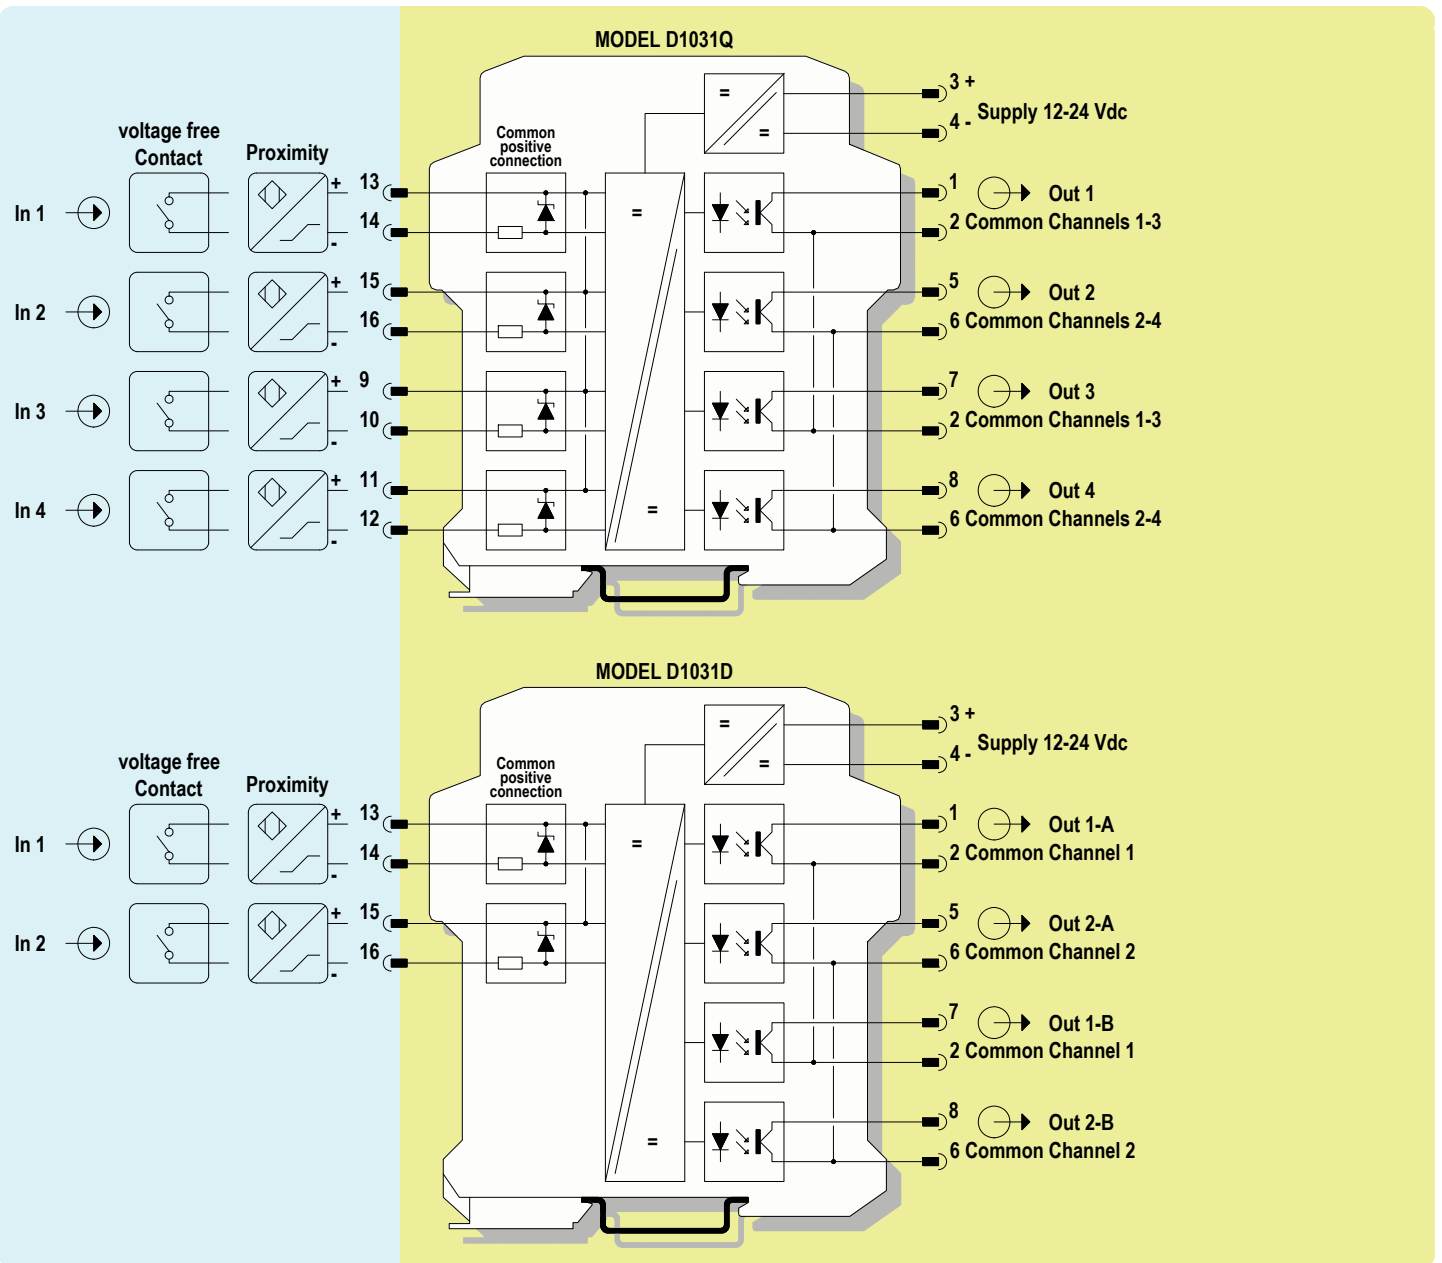 MODEL D1031Q
3 +
Supply 12-24 Vdc
4 -
voltage free
Contact
Proximity
Common
positive
connection
=
=
In 1
+
13
14
-
=
1
Out 1
2 Common Channels 1-3
In 2
+
15
16
-
5
Out 2
6 Common Channels 2-4
In 3
+
9
10
-
7
Out 3
2 Common Channels 1-3
In 4
+
11
12
-
=
8
Out 4
6 Common Channels 2-4
MODEL D1031D
3 +
Supply 12-24 Vdc
4 -
voltage free
Contact
Proximity
Common
positive
connection
=
=
In 1
+
13
14
-
=
1
Out 1-A
2 Common Channel 1
In 2
+
15
16
-
5
Out 2-A
6 Common Channel 2
7
Out 1-B
2 Common Channel 1
=
8
Out 2-B
6 Common Channel 2